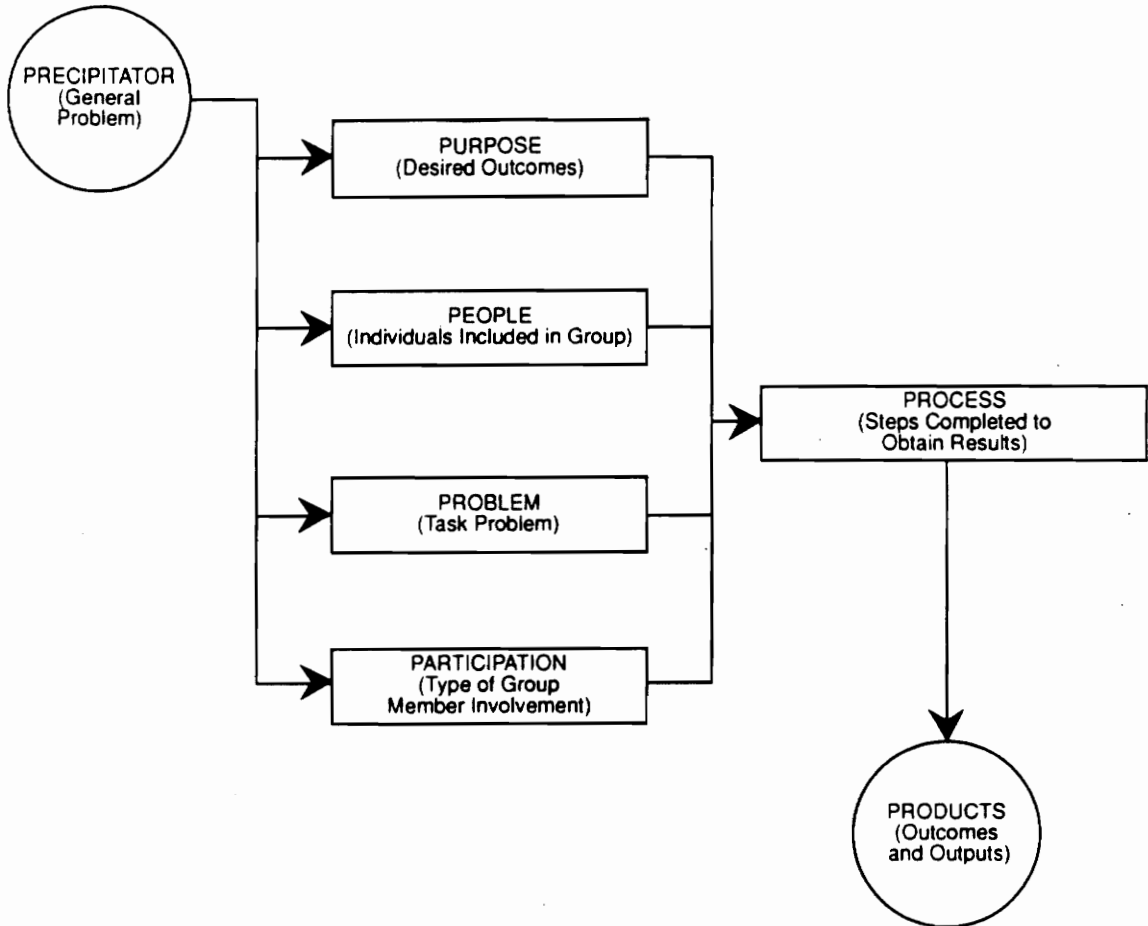 PRECIPITATOR
(General
Problem)
PURPOSE
(Desired Outcomes)
PEOPLE
(Individuals Included in Group)
PROBLEM
(Task Problem)
PARTICIPATION
(Type of Group
Member Involvement)
PROCESS
(Steps Completed to
Obtain Results)
PRODUCTS
(Outcomes
and Outputs)